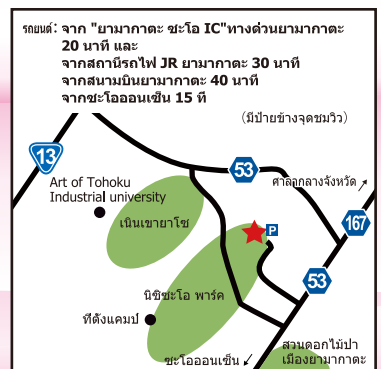 รถยนต์: จาก "ยามากาตะ ซะโอ IC"ทางด่วนยามากาตะ
20 นาที และ
จากสถานีรถไฟ JR ยามากาตะ 30 นาที
จากสนามบินยามากาตะ 40 นาที
จากซะโอออนเซ็น 15 ที
(มีป้ายข้างจุดชมวิว)
13
53
ศาลากลางจังหวัด
Art of Tohoku
Industrial university
167
เนินเขายาโซ
P
53
นิชิซะโอ พาร์ค
ที่ตั้งแคมป์
สวนดอกไม้ป่า
เมืองยามากาตะ
ซะโอออนเซ็น